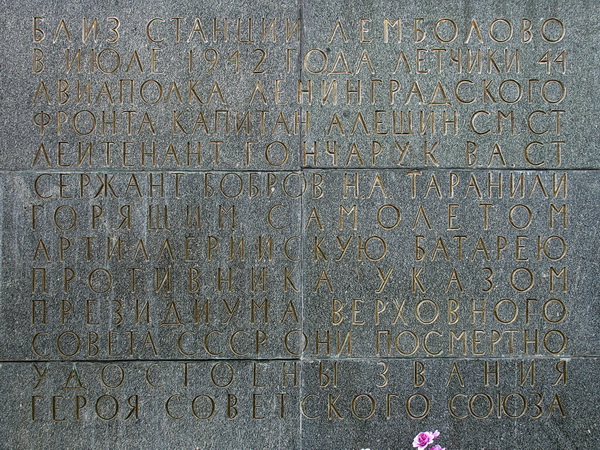 БЛИЗ СТАНЦИИ ЛЕМБОЛОВО
В ИЮЛЕ 1942 ГОДА ЛЕТЧИКИ 44
АВИАПОЛКА ЛЕНИНГРАДСКОГО
ФРОНТА КАПИТАН АЛЕШИН С.М. СТ
ЛЕЙТЕНАНТ ГОНЧАРУК В.А. СТ
СЕРЖАНТ БОБРОВ Н.А. ТАРАНИЛИ
ГОРЯЩИМ САМОЛЕТОМ
АРТИЛЛЕРИЙСКУЮ БАТАРЕЮ
ПРОТИВНИКА. УКАЗОМ
ПРЕЗИДИУМА ВЕРХОВНОГО
СОВЕТА СССР ОНИ ПОСМЕРТНО
УДОСТОЕНЫ ЗВАНИЯ
ГЕРОЯ СОВЕТСКОГО СОЮЗА